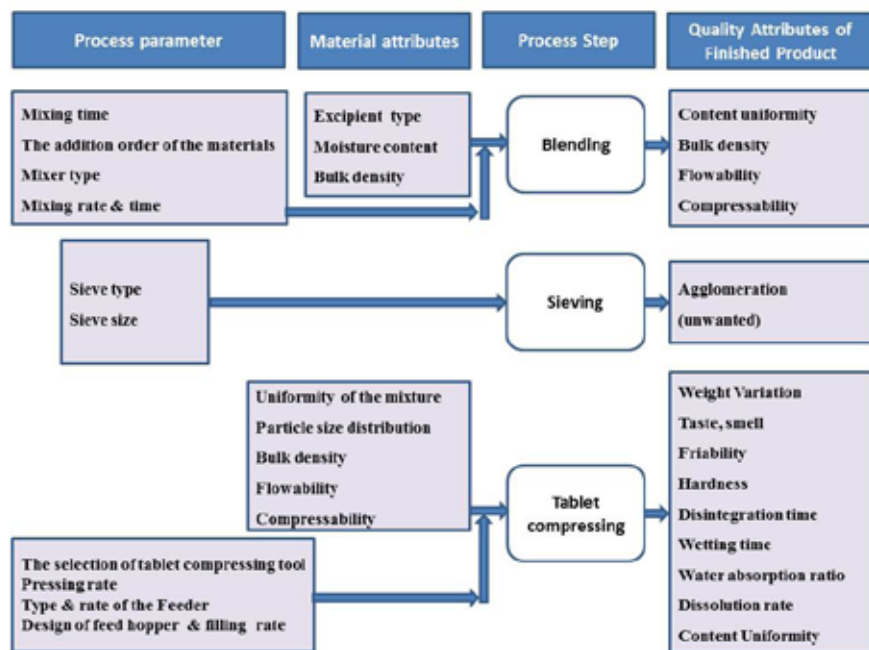 Process parameter
Material attributes
Process Step
Quality Attributes of
Finished Product
Mixing time
The addition order of the materials
Mixer type
Mixing rate & time
Excipient type
Moisture content
Bulk density
Blending
Content uniformity
Bulk density
Flowability
Compressability
Sieve type
Sieve size
Sieving
Agglomeration
(unwanted)
Uniformity of the mixture
Particle size distribution
Bulk density
Flowability
Compressability
The selection of tablet compressing tool
Pressing rate
Type & rate of the Feeder
Design of feed hopper & filling rate
Tablet
compressing
Weight Variation
Taste, smell
Friability
Hardness
Disintegration time
Wetting time
Water absorption ratio
Dissolution rate
Content Uniformity